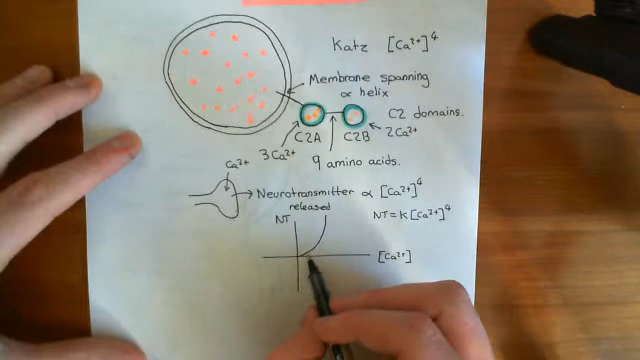 Katz [Ca²⁺]⁴
Membrane spanning
α helix
C2 domains.
C2A C2B 2Ca²⁺
3Ca²⁺
9 amino acids.
Ca²⁺
Neurotransmitter ∝ [Ca²⁺]⁴
released
NT NT = k[Ca²⁺]⁴
[Ca²⁺]